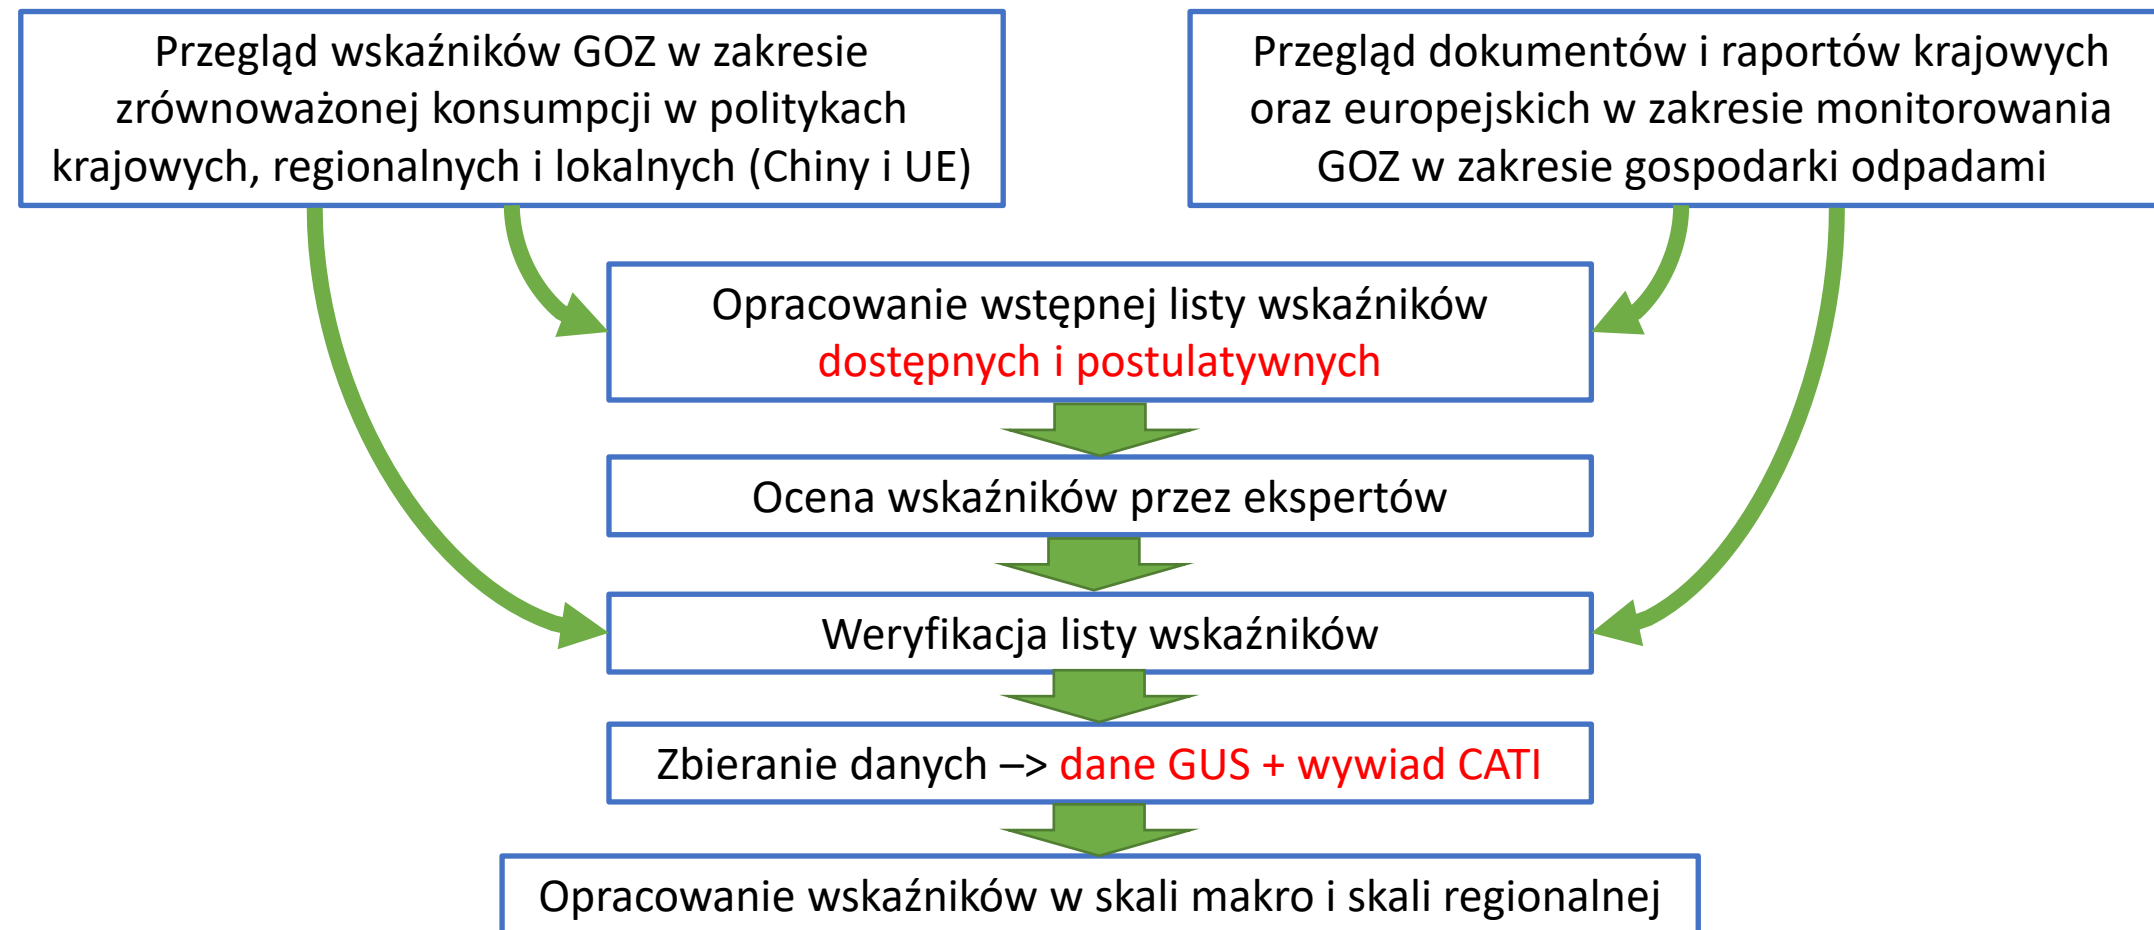 Przegląd wskaźników GOZ w zakresie
zrównoważonej konsumpcji w politykach
krajowych, regionalnych i lokalnych (Chiny i UE)
Przegląd dokumentów i raportów krajowych
oraz europejskich w zakresie monitorowania
GOZ w zakresie gospodarki odpadami
Opracowanie wstępnej listy wskaźników
dostępnych i postulatywnych
Ocena wskaźników przez ekspertów
Weryfikacja listy wskaźników
Zbieranie danych –> dane GUS + wywiad CATI
Opracowanie wskaźników w skali makro i skali regionalnej